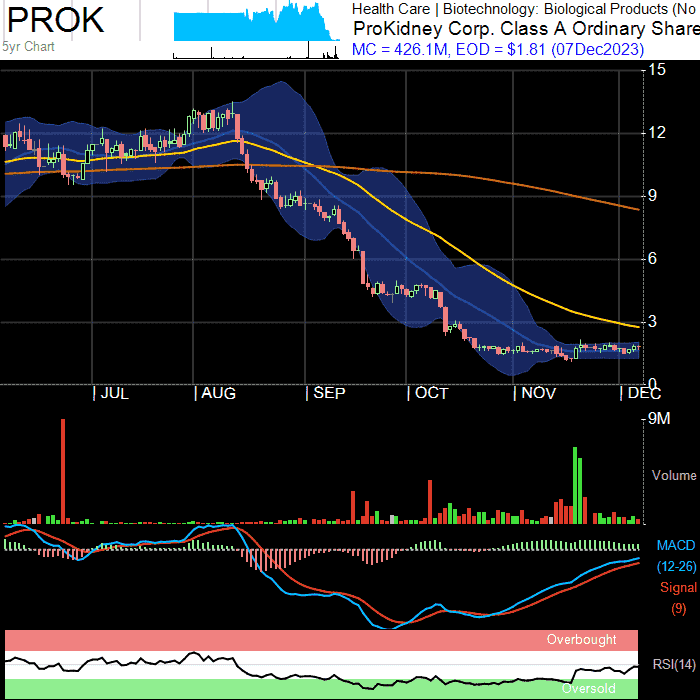 PROK
5yr Chart
Health Care | Biotechnology: Biological Products (No
ProKidney Corp. Class A Ordinary Share
MC = 426.1M, EOD = $1.81 (07Dec2023)
15
12
9
6
3
0
| JUL | AUG | SEP | OCT | NOV | DEC
9M
Volume
MACD
(12-26)
Signal
(9)
Overbought
RSI(14)
Oversold